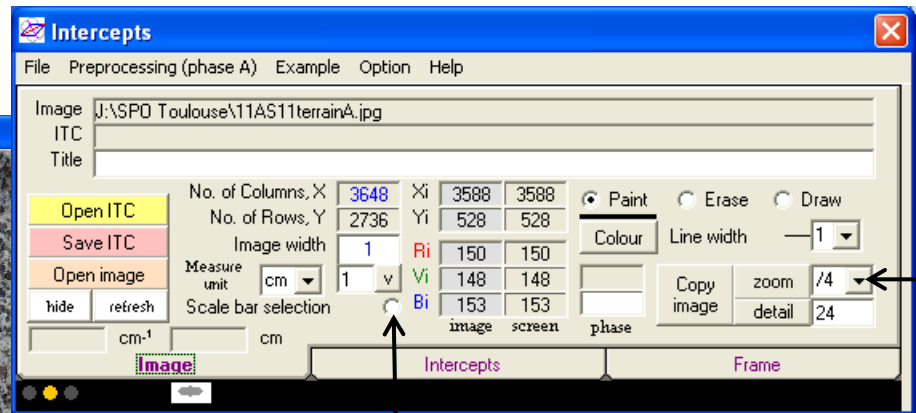 Intercepts
File Preprocessing (phase A) Example Option Help
Image J:\SPO Toulouse\11AS11terrainA.jpg
ITC
Title
Open ITC
Save ITC
Open image
hide refresh
cm-¹ cm
No. of Columns, X 3648
No. of Rows, Y 2736
Image width 1
Measure unit cm 1 v
Scale bar selection
Xi 3588 3588
Yi 528 528
Ri 150 150
Vi 148 148
Bi 153 153
image screen
Paint Erase Draw
Colour Line width 1
phase
Copy image
zoom /4
detail 24
Image Intercepts Frame